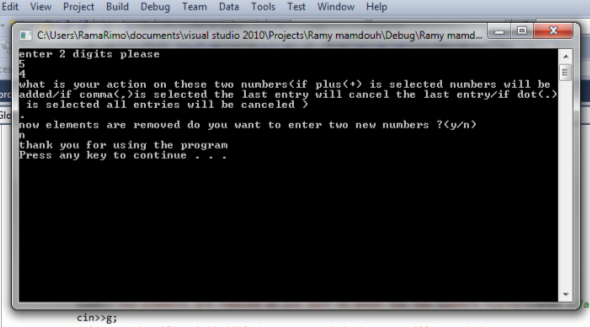 Edit View Project Build Debug Team Data Tools Test Window Help
C:\Users\RamaRimo\documents\visual studio 2010\Projects\Ramy mamdouh\Debug\Ramy mamd...
enter 2 digits please
5
4
what is your action on these two numbers(if plus(+) is selected numbers will be
added/if comma(,)is selected the last entry will cancel the last entry/if dot(.)
is selected all entries will be canceled )
.
now elements are removed do you want to enter two new numbers ?(y/n)
n
thank you for using the program
Press any key to continue . . .
cin>>g;